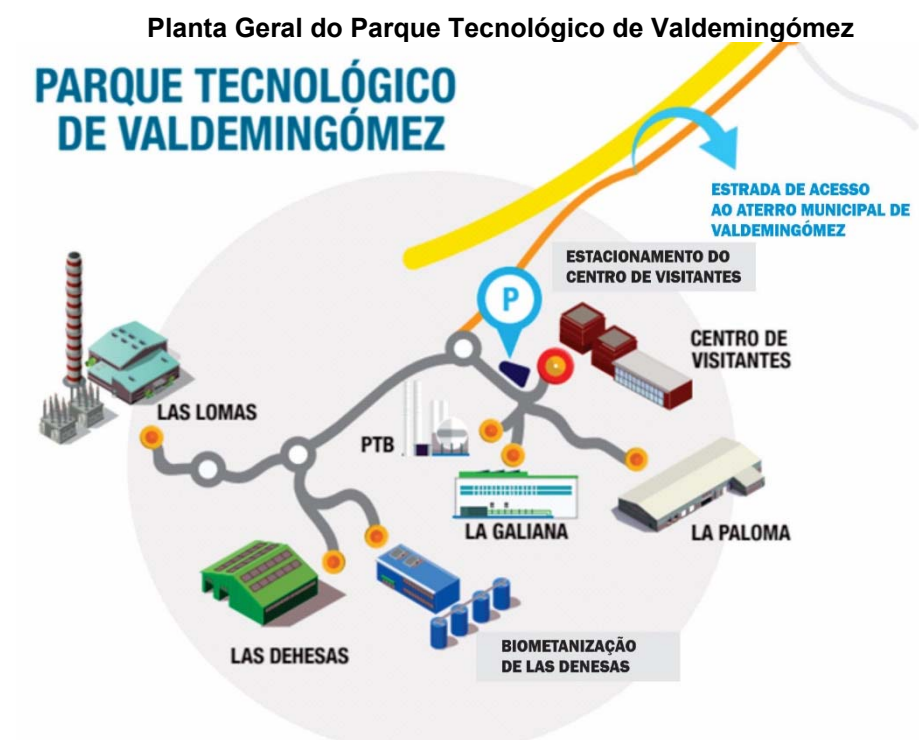 Planta Geral do Parque Tecnológico de Valdemingómez
PARQUE TECNOLÓGICO
DE VALDEMINGÓMEZ
ESTRADA DE ACESSO
AO ATERRO MUNICIPAL DE
VALDEMINGÓMEZ
ESTACIONAMENTO DO
CENTRO DE VISITANTES
P
CENTRO DE
VISITANTES
LAS LOMAS
PTB
LA GALIANA
LA PALOMA
LAS DEHESAS
BIOMETANIZAÇÃO
DE LAS DENESAS